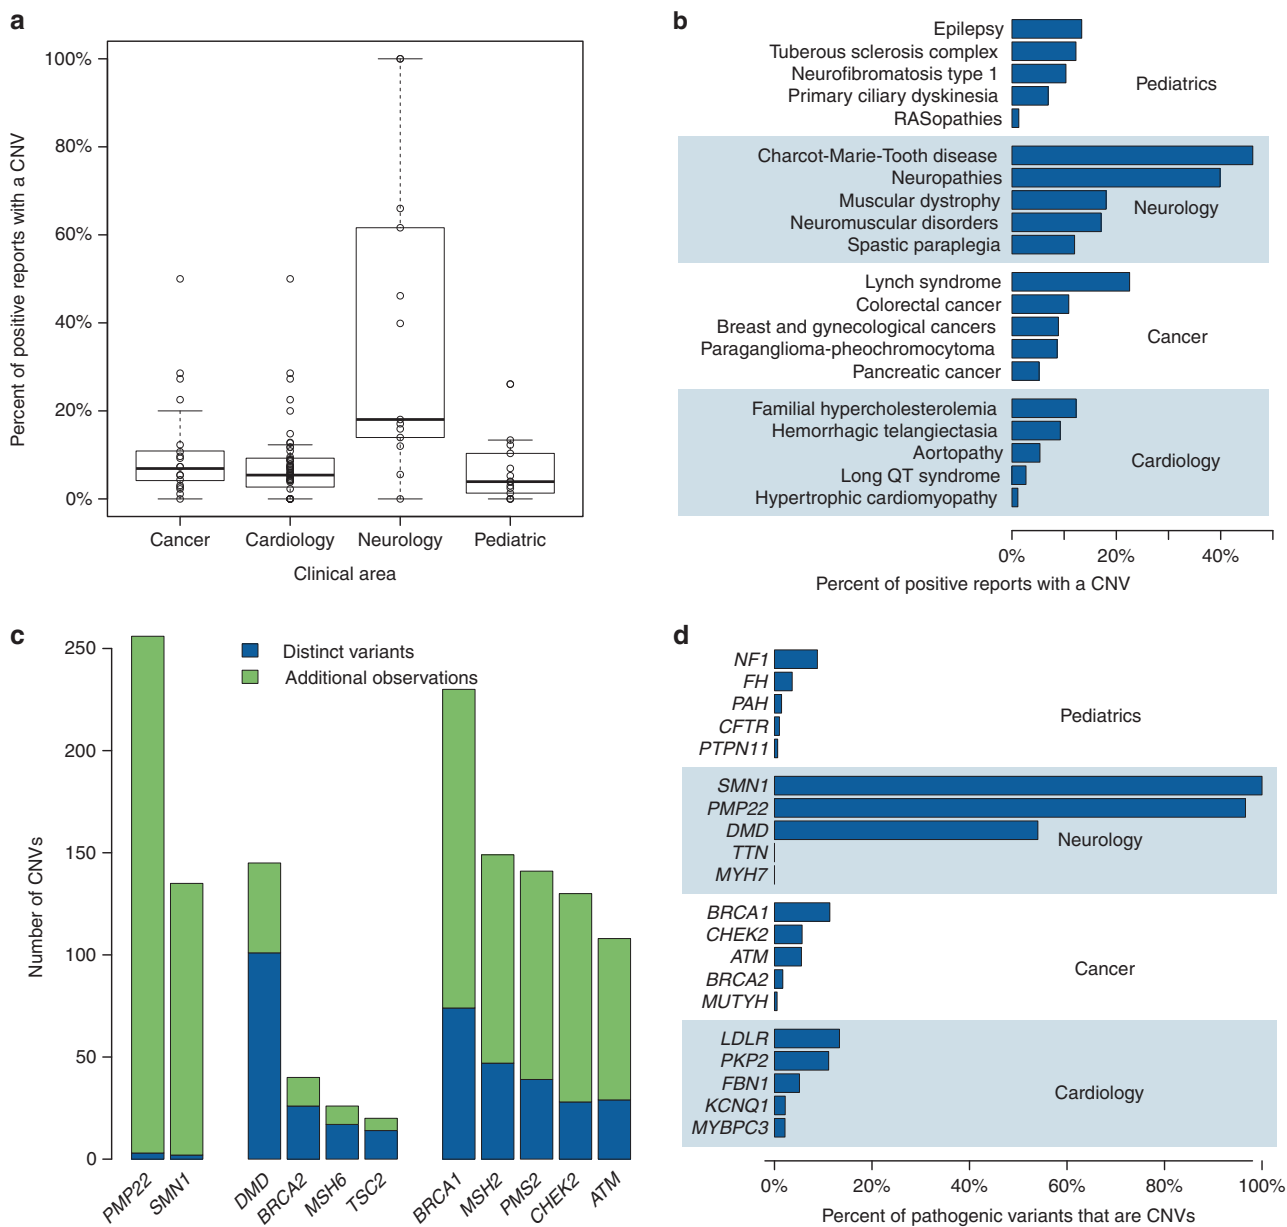 a
100%
80%
60%
40%
20%
0%
Percent of positive reports with a CNV
Cancer
Cardiology
Neurology
Pediatric
Clinical area
b
Epilepsy
Tuberous sclerosis complex
Neurofibromatosis type 1
Primary ciliary dyskinesia
RASopathies
Pediatrics
Charcot-Marie-Tooth disease
Neuropathies
Muscular dystrophy
Neuromuscular disorders
Spastic paraplegia
Neurology
Lynch syndrome
Colorectal cancer
Breast and gynecological cancers
Paraganglioma-pheochromocytoma
Pancreatic cancer
Cancer
Familial hypercholesterolemia
Hemorrhagic telangiectasia
Aortopathy
Long QT syndrome
Hypertrophic cardiomyopathy
Cardiology
0%
20%
40%
Percent of positive reports with a CNV
c
250
200
150
100
50
0
Number of CNVs
Distinct variants
Additional observations
PMP22
SMN1
DMD
BRCA2
MSH6
TSC2
BRCA1
MSH2
PMS2
CHEK2
ATM
d
NF1
FH
PAH
CFTR
PTPN11
Pediatrics
SMN1
PMP22
DMD
TTN
MYH7
Neurology
BRCA1
CHEK2
ATM
BRCA2
MUTYH
Cancer
LDLR
PKP2
FBN1
KCNQ1
MYBPC3
Cardiology
0%
20%
40%
60%
80%
100%
Percent of pathogenic variants that are CNVs